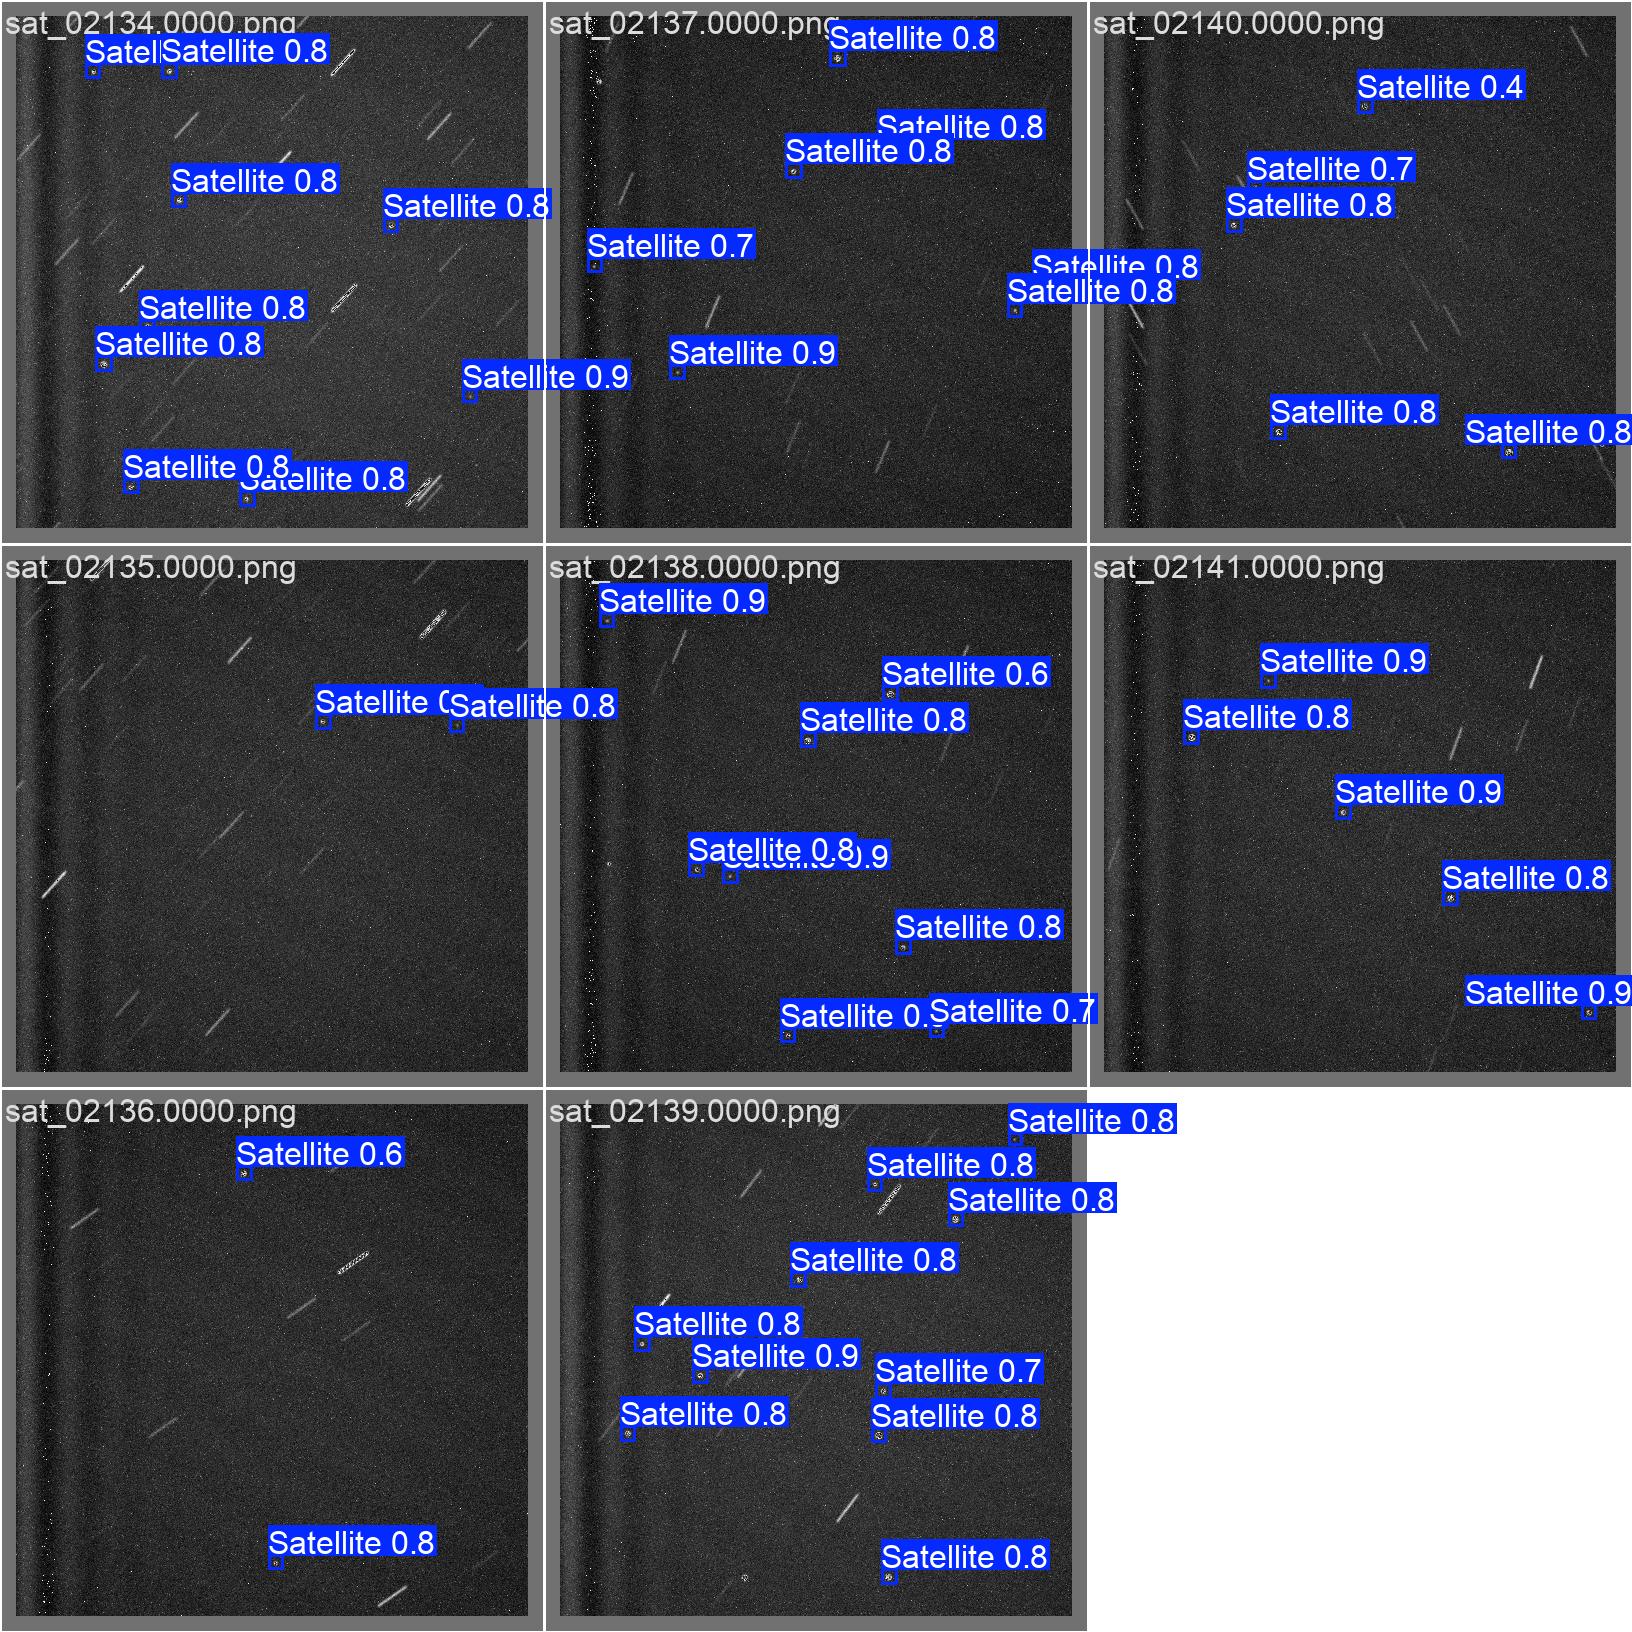 sat_02134.0000.png
Satellite 0.8
Satellite 0.8
Satellite 0.8
Satellite 0.8
Satellite 0.8
Satellite 0.9
Satellite 0.8
Satellite 0.8
sat_02137.0000.png
Satellite 0.8
Satellite 0.8
Satellite 0.8
Satellite 0.7
Satellite 0.8
Satellite 0.8
Satellite 0.9
sat_02140.0000.png
Satellite 0.4
Satellite 0.7
Satellite 0.8
Satellite 0.8
Satellite 0.8
sat_02135.0000.png
Satellite
Satellite 0.8
sat_02138.0000.png
Satellite 0.9
Satellite 0.6
Satellite 0.8
Satellite 0.8
Satellite 0.9
Satellite 0.8
Satellite
Satellite 0.7
sat_02141.0000.png
Satellite 0.9
Satellite 0.8
Satellite 0.9
Satellite 0.8
Satellite 0.9
sat_02136.0000.png
Satellite 0.6
Satellite 0.8
sat_02139.0000.png
Satellite 0.8
Satellite 0.8
Satellite 0.8
Satellite 0.8
Satellite 0.8
Satellite 0.9
Satellite 0.7
Satellite 0.8
Satellite 0.8
Satellite 0.8